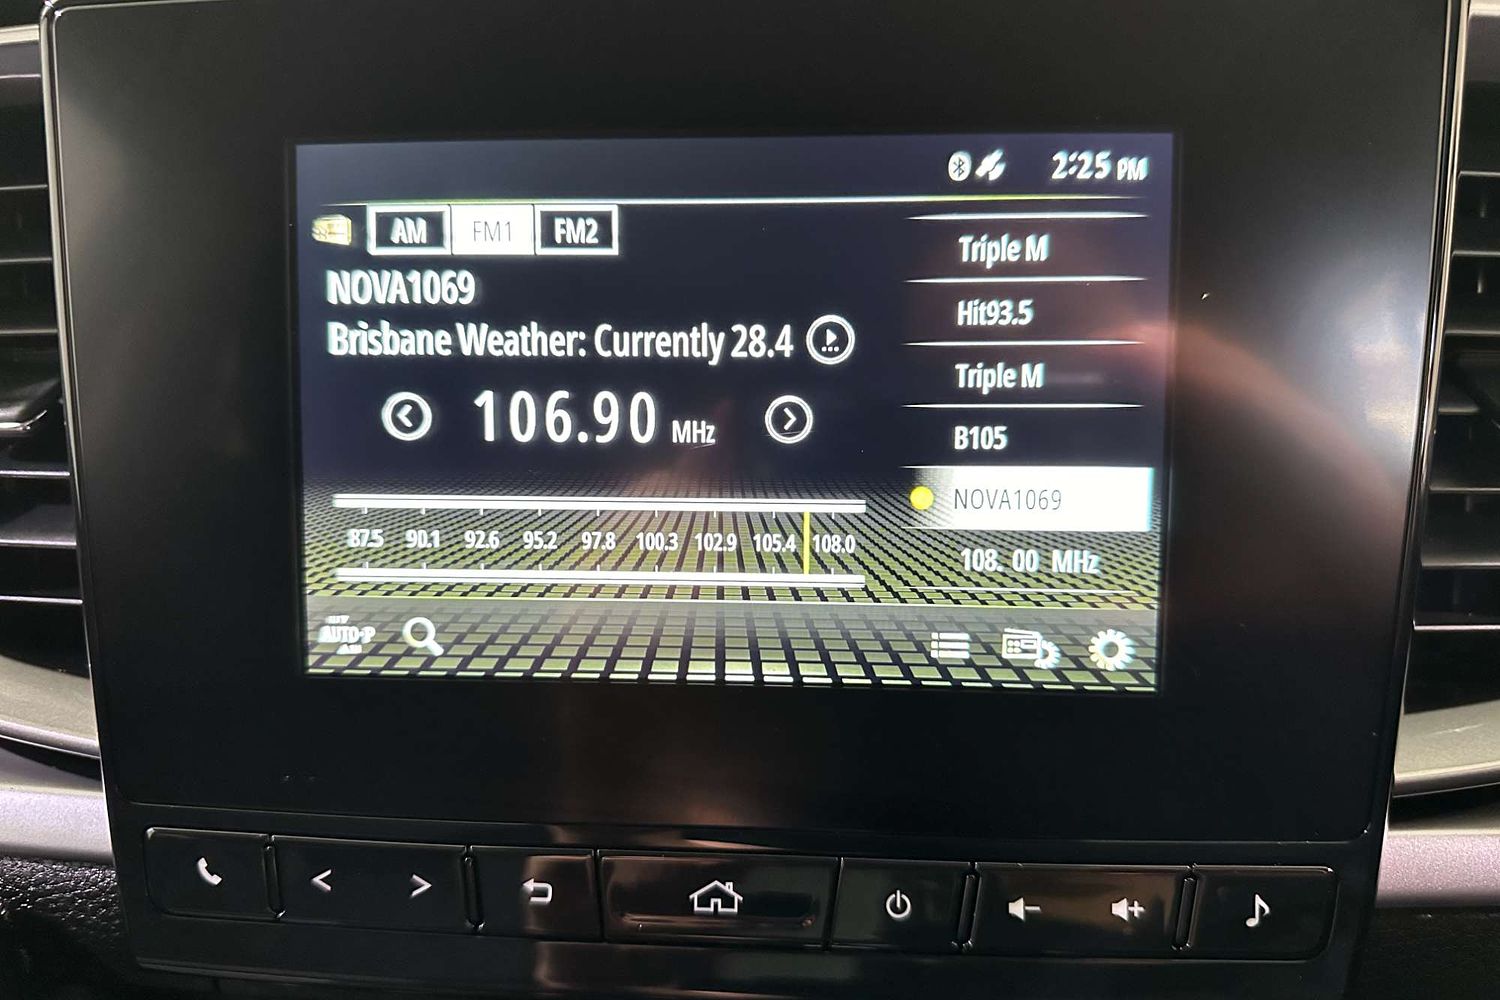 2:25 PM
AM FM1 FM2
NOVA1069
Brisbane Weather: Currently 28.4
106.90 MHz
87.5 90.1 92.6 95.2 97.8 100.3 102.9 105.4 108.0
AUTO-P
Triple M
Hit93.5
Triple M
B105
NOVA1069
108.00 MHz